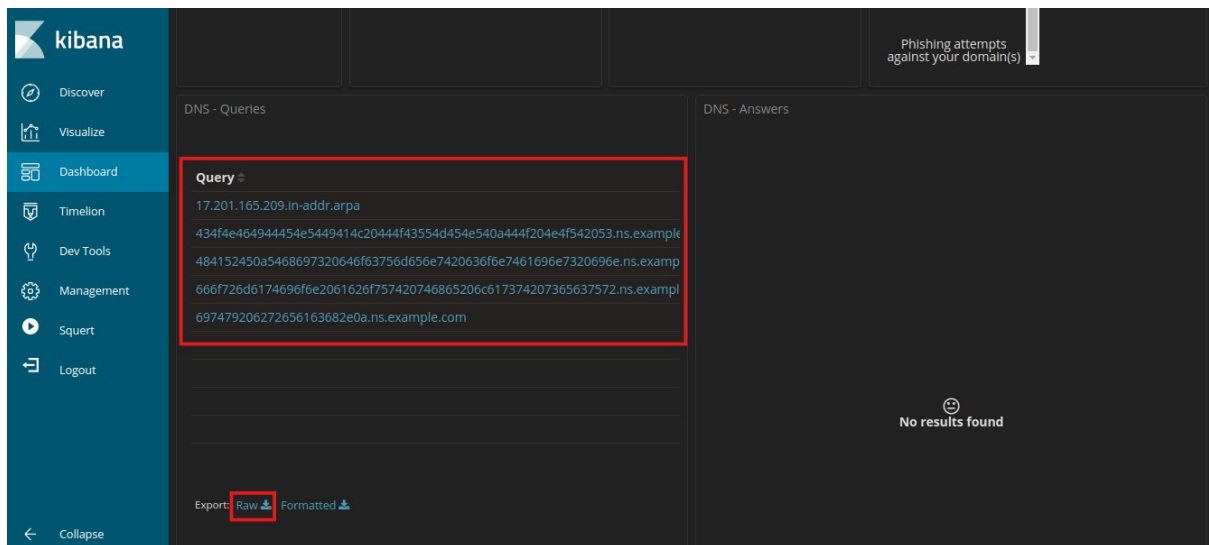 kibana
Discover
Visualize
Dashboard
Timelion
Dev Tools
Management
Squert
Logout
Collapse
Phishing attempts
against your domain(s)
DNS - Queries
Query
17.201.165.209.in-addr.arpa
434f4e464944454e5449414c20444f43554d454e540a444f204e4f542053.ns.example
484152450a5468697320646f63756d656e7420636f6e7461696e7320696e.ns.examp
666f726d6174696f6e2061626f757420746865206c617374207365637572.ns.exampl
697479206272656163682e0a.ns.example.com
Export: Raw Formatted
DNS - Answers
No results found